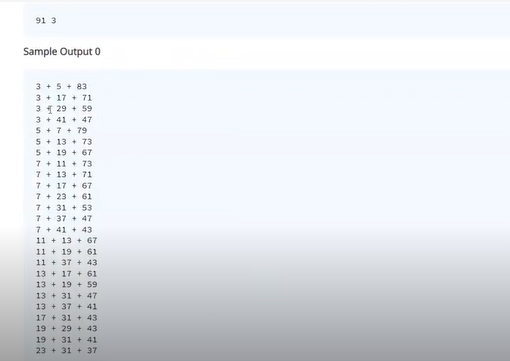 91 3
Sample Output 0
3 + 5 + 83
3 + 17 + 71
3 + 29 + 59
3 + 41 + 47
5 + 7 + 79
5 + 13 + 73
5 + 19 + 67
7 + 11 + 73
7 + 13 + 71
7 + 17 + 67
7 + 23 + 61
7 + 31 + 53
7 + 37 + 47
7 + 41 + 43
11 + 13 + 67
11 + 19 + 61
11 + 37 + 43
13 + 17 + 61
13 + 19 + 59
13 + 31 + 47
13 + 37 + 41
17 + 31 + 43
19 + 29 + 43
19 + 31 + 41
23 + 31 + 37